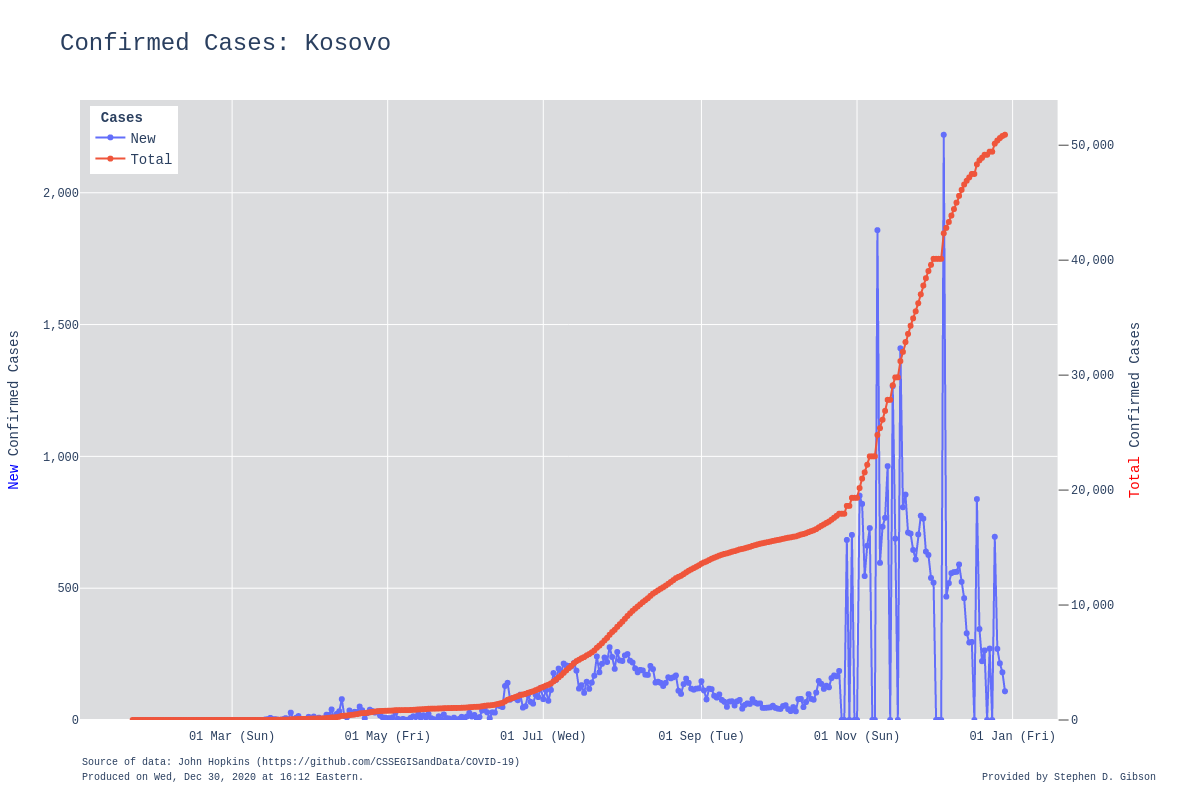 Confirmed Cases: Kosovo
Cases
New
Total
2,000
1,500
1,000
500
0
50,000
40,000
30,000
20,000
10,000
0
New Confirmed Cases
Total Confirmed Cases
01 Mar (Sun)
01 May (Fri)
01 Jul (Wed)
01 Sep (Tue)
01 Nov (Sun)
01 Jan (Fri)
Source of data: John Hopkins (https://github.com/CSSEGISandData/COVID-19)
Produced on Wed, Dec 30, 2020 at 16:12 Eastern.
Provided by Stephen D. Gibson